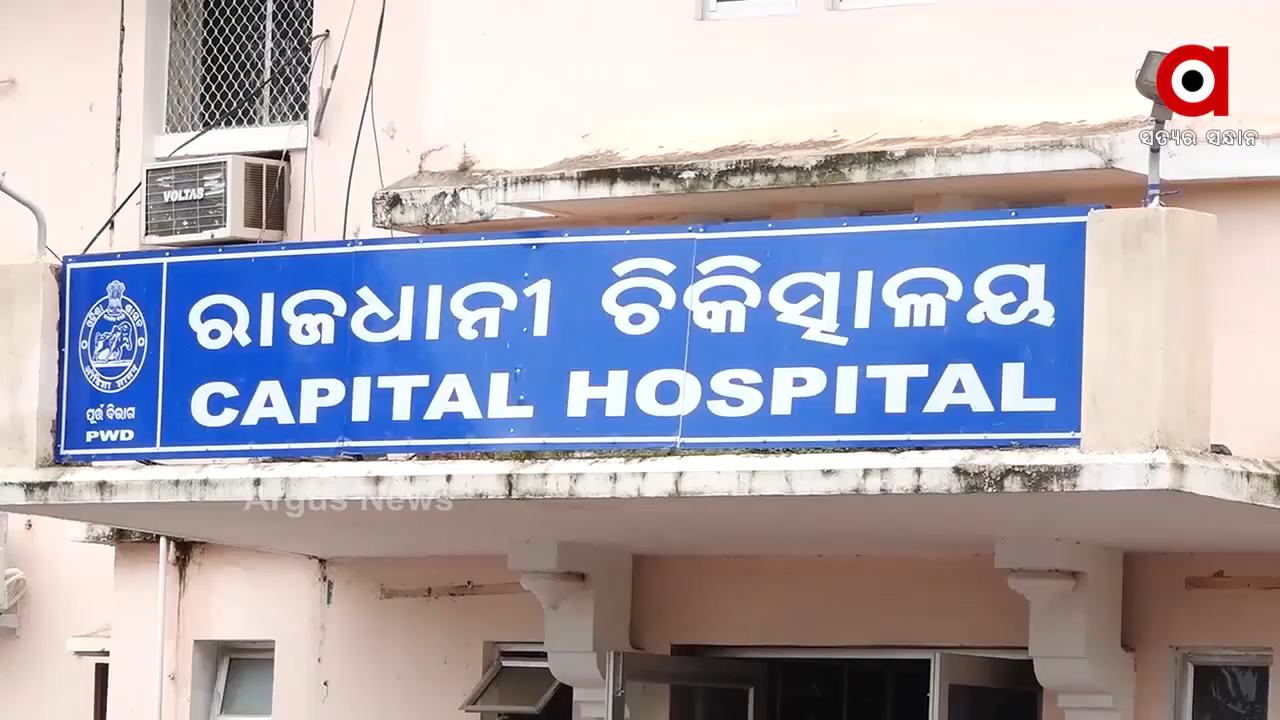 ସତ୍ୟର ସନ୍ଧାନ
VOLTAS
ରାଜଧାନୀ ଚିକିତ୍ସାଳୟ
CAPITAL HOSPITAL
ପୂର୍ତ୍ତ ବିଭାଗ
PWD
Argus News